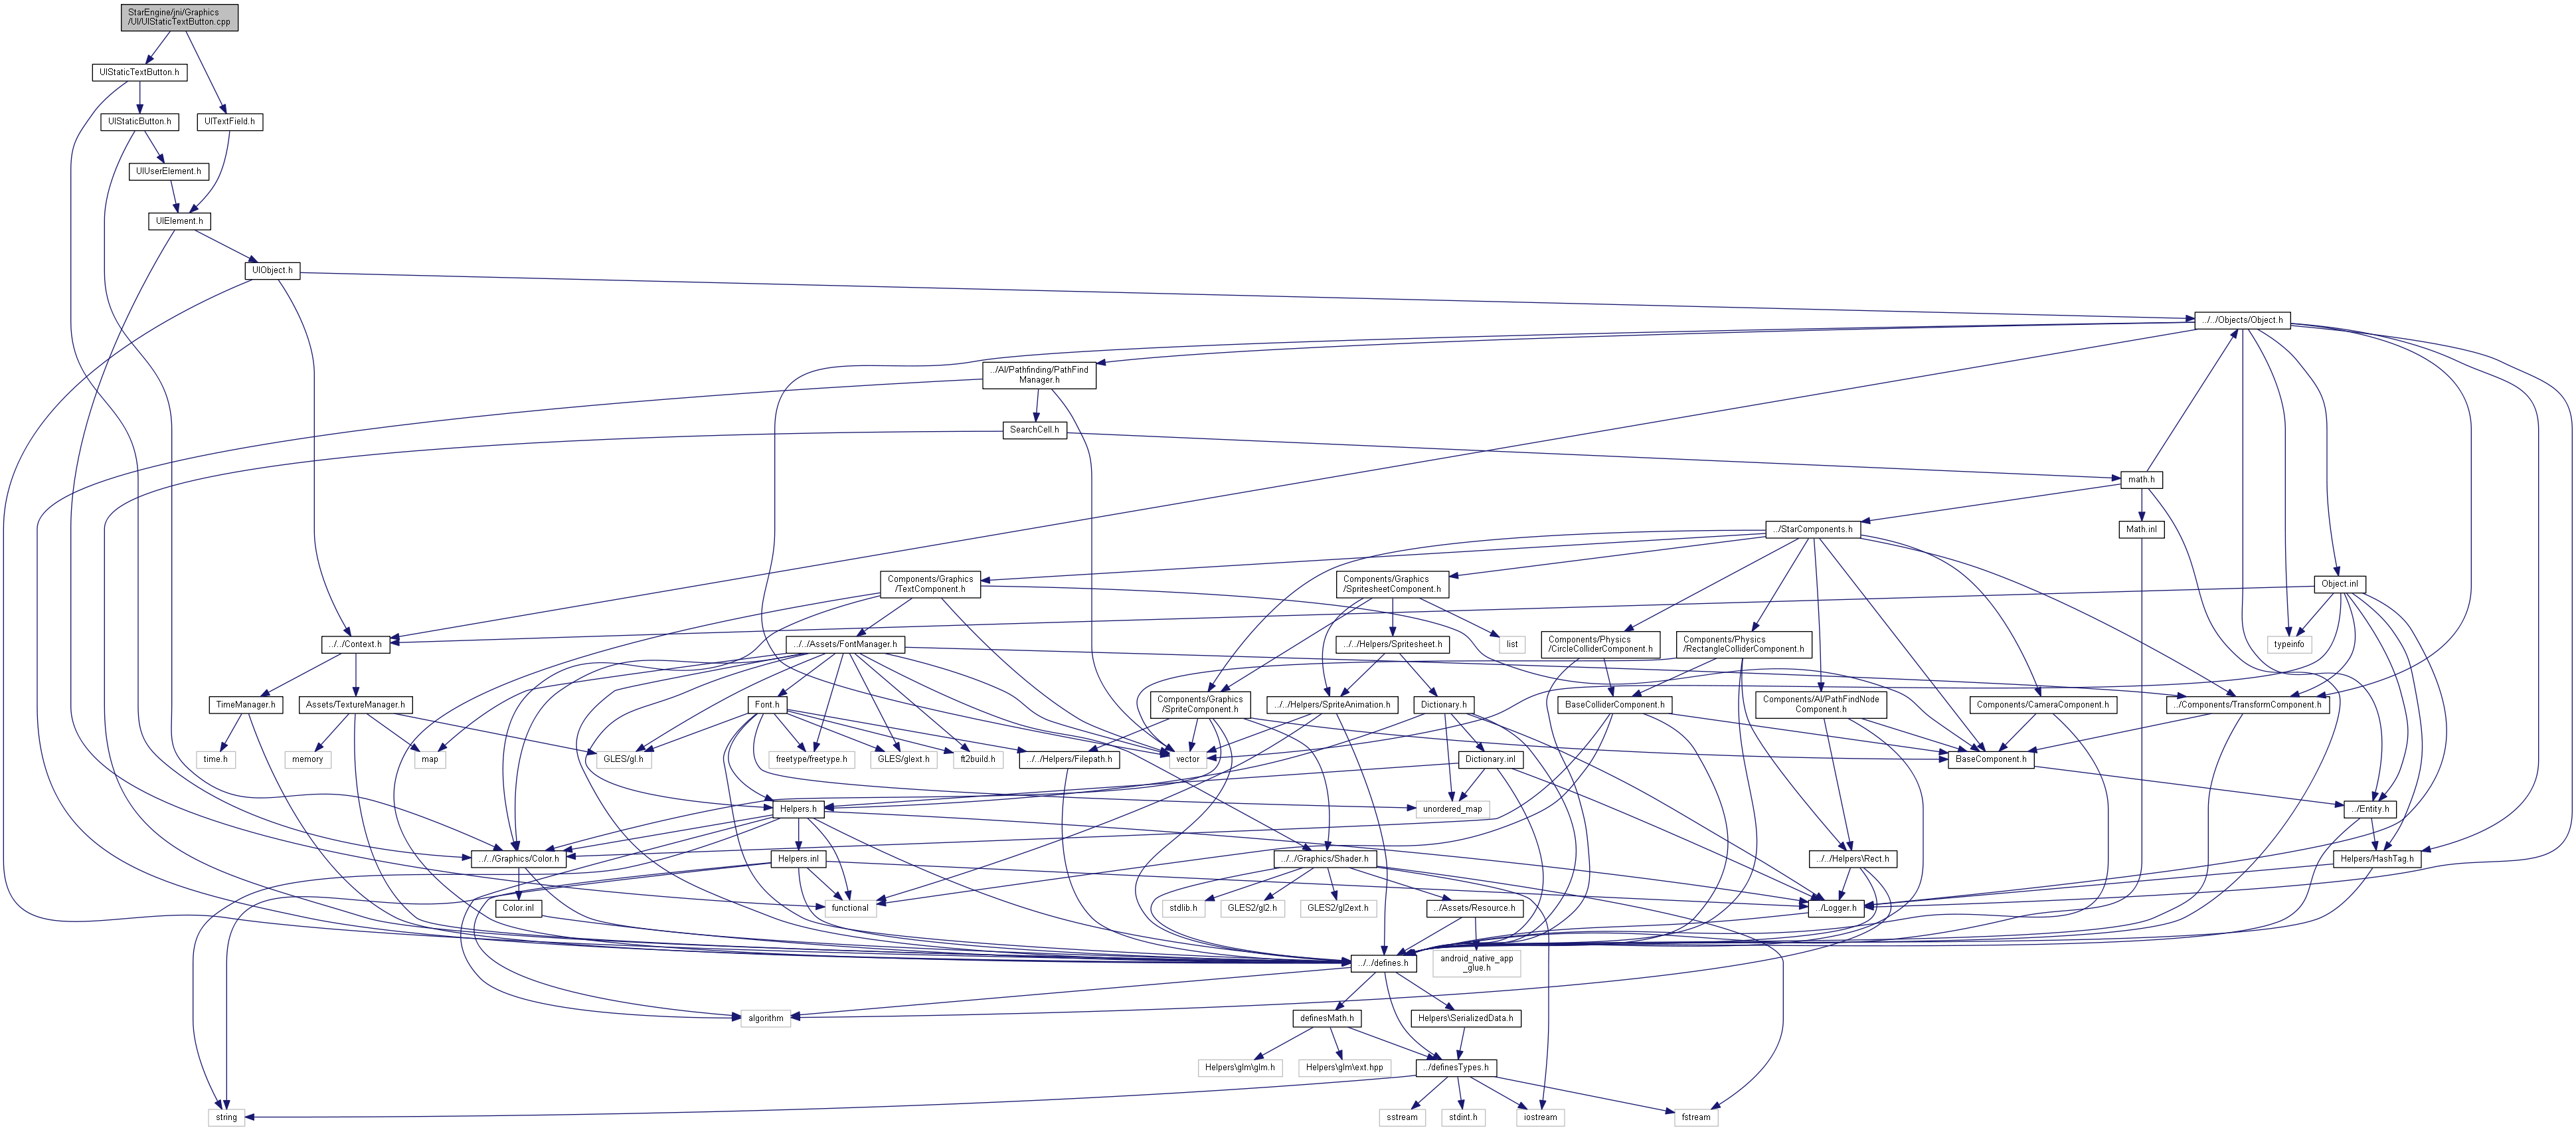 StarEngine/jni/Graphics
/UI/UIStaticTextButton.cpp
UIStaticTextButton.h
UIStaticButton.h
UITextField.h
UIUserElement.h
UIElement.h
UIObject.h
../../Objects/Object.h
../AI/Pathfinding/PathFind
Manager.h
SearchCell.h
math.h
../StarComponents.h
Math.inl
Components/Graphics
/TextComponent.h
Components/Graphics
/SpritesheetComponent.h
Object.inl
../../Context.h
../../Assets/FontManager.h
../../Helpers/Spritesheet.h
list
Components/Physics
/CircleColliderComponent.h
Components/Physics
/RectangleColliderComponent.h
typeinfo
TimeManager.h
Assets/TextureManager.h
Font.h
Components/Graphics
/SpriteComponent.h
../../Helpers/SpriteAnimation.h
Dictionary.h
BaseColliderComponent.h
Components/AI/PathFindNode
Component.h
Components/CameraComponent.h
../Components/TransformComponent.h
time.h
memory
map
GLES/gl.h
freetype/freetype.h
GLES/glext.h
ft2build.h
../../Helpers/Filepath.h
vector
Dictionary.inl
BaseComponent.h
Helpers.h
unordered_map
../Entity.h
../../Graphics/Color.h
Helpers.inl
../../Graphics/Shader.h
../../Helpers\Rect.h
Helpers/HashTag.h
Color.inl
functional
stdlib.h
GLES2/gl2.h
GLES2/gl2ext.h
../Assets/Resource.h
../Logger.h
../../defines.h
android_native_app
_glue.h
algorithm
definesMath.h
Helpers\SerializedData.h
Helpers\glm\glm.h
Helpers\glm\ext.hpp
../definesTypes.h
string
sstream
stdint.h
iostream
fstream